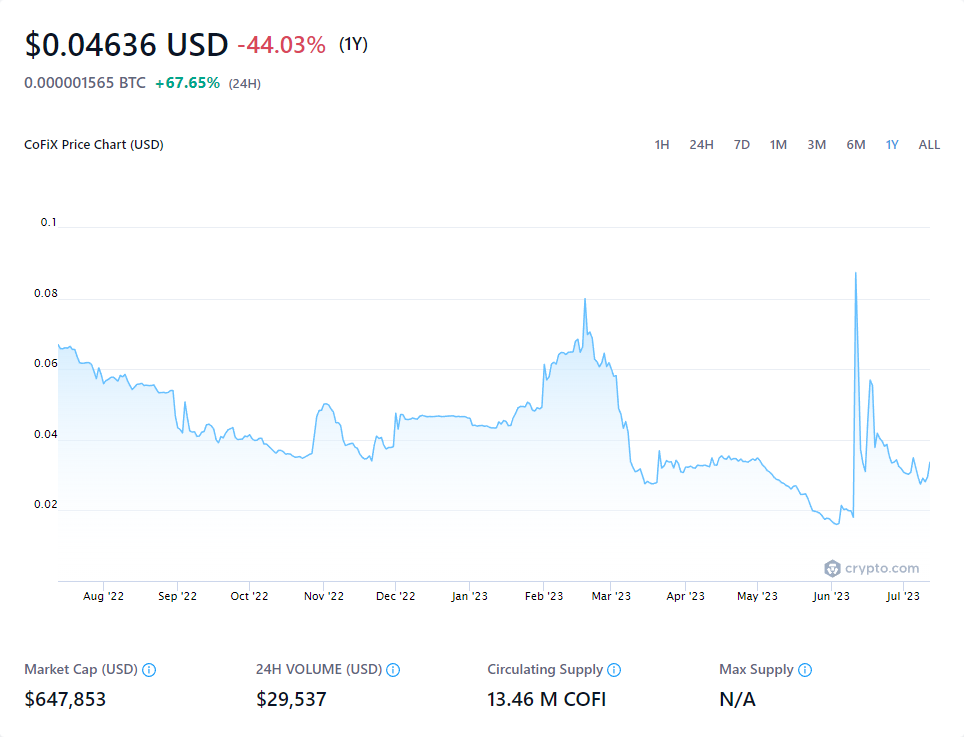 $0.04636 USD -44.03% (1Y)
0.000001565 BTC +67.65% (24H)
CoFiX Price Chart (USD) 1H 24H 7D 1M 3M 6M 1Y ALL
0.1
0.08
0.06
0.04
0.02
crypto.com
Aug '22 Sep '22 Oct '22 Nov '22 Dec '22 Jan '23 Feb '23 Mar '23 Apr '23 May '23 Jun '23 Jul '23
Market Cap (USD) 24H VOLUME (USD) Circulating Supply Max Supply
$647,853 $29,537 13.46 M COFI N/A